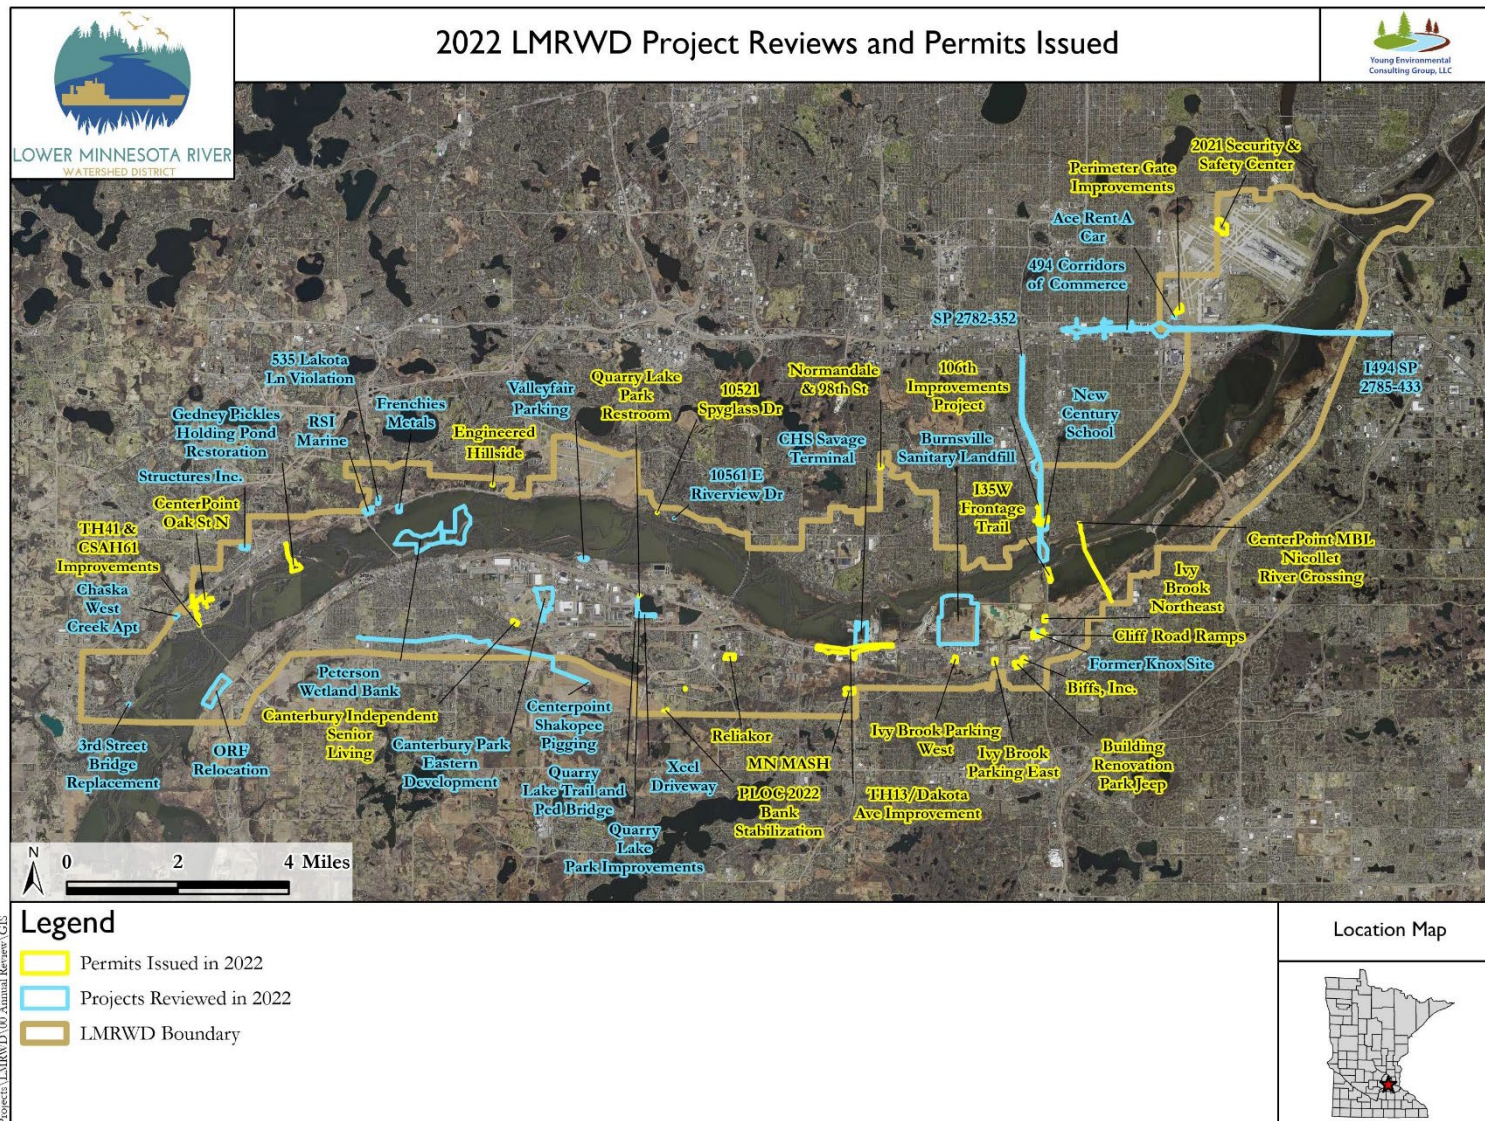 2022 LMRWD Project Reviews and Permits Issued
LOWER MINNESOTA RIVER
WATERSHED DISTRICT
Young Environmental
Consulting Group, LLC
2021 Security &
Safety Center
Perimeter Gate
Improvements
Ace Rent A
Car
494 Corridors
of Commerce
SP 2782-352
I494 SP
2785-433
535 Lakota
Ln Violation
Gedney Pickles
Holding Pond
Restoration
RSI
Marine
Frenchies
Metals
Structures Inc.
CenterPoint
Oak St N
TH41 &
CSAH61
Improvements
Chaska
West
Creek Apt
Engineered
Hillside
Valleyfair
Parking
Quarry Lake
Park
Restroom
10521
Spyglass Dr
10561 E
Riverview Dr
Normandale
& 98th St
CHS Savage
Terminal
106th
Improvements
Project
Burnsville
Sanitary Landfill
I35W
Frontage
Trail
New
Century
School
CenterPoint MBL
Nicollet
River Crossing
Ivy
Brook
Northeast
Cliff Road Ramps
Former Knox Site
Biffs, Inc.
3rd Street
Bridge
Replacement
ORF
Relocation
Peterson
Wetland Bank
Canterbury Independent
Senior
Living
Canterbury Park
Eastern
Development
Centerpoint
Shakopee
Pigging
Quarry
Lake Trail and
Ped Bridge
Quarry
Lake
Park Improvements
Xcel
Driveway
Reliakor
MN MASH
PLOC 2022
Bank
Stabilization
TH13/Dakota
Ave Improvement
Ivy Brook Parking
West
Ivy Brook
Parking East
Building
Renovation
Park Jeep
N
0 2 4 Miles
Legend
Permits Issued in 2022
Projects Reviewed in 2022
LMRWD Boundary
Location Map
Projects\LMRWD\00 Annual Review\GIS